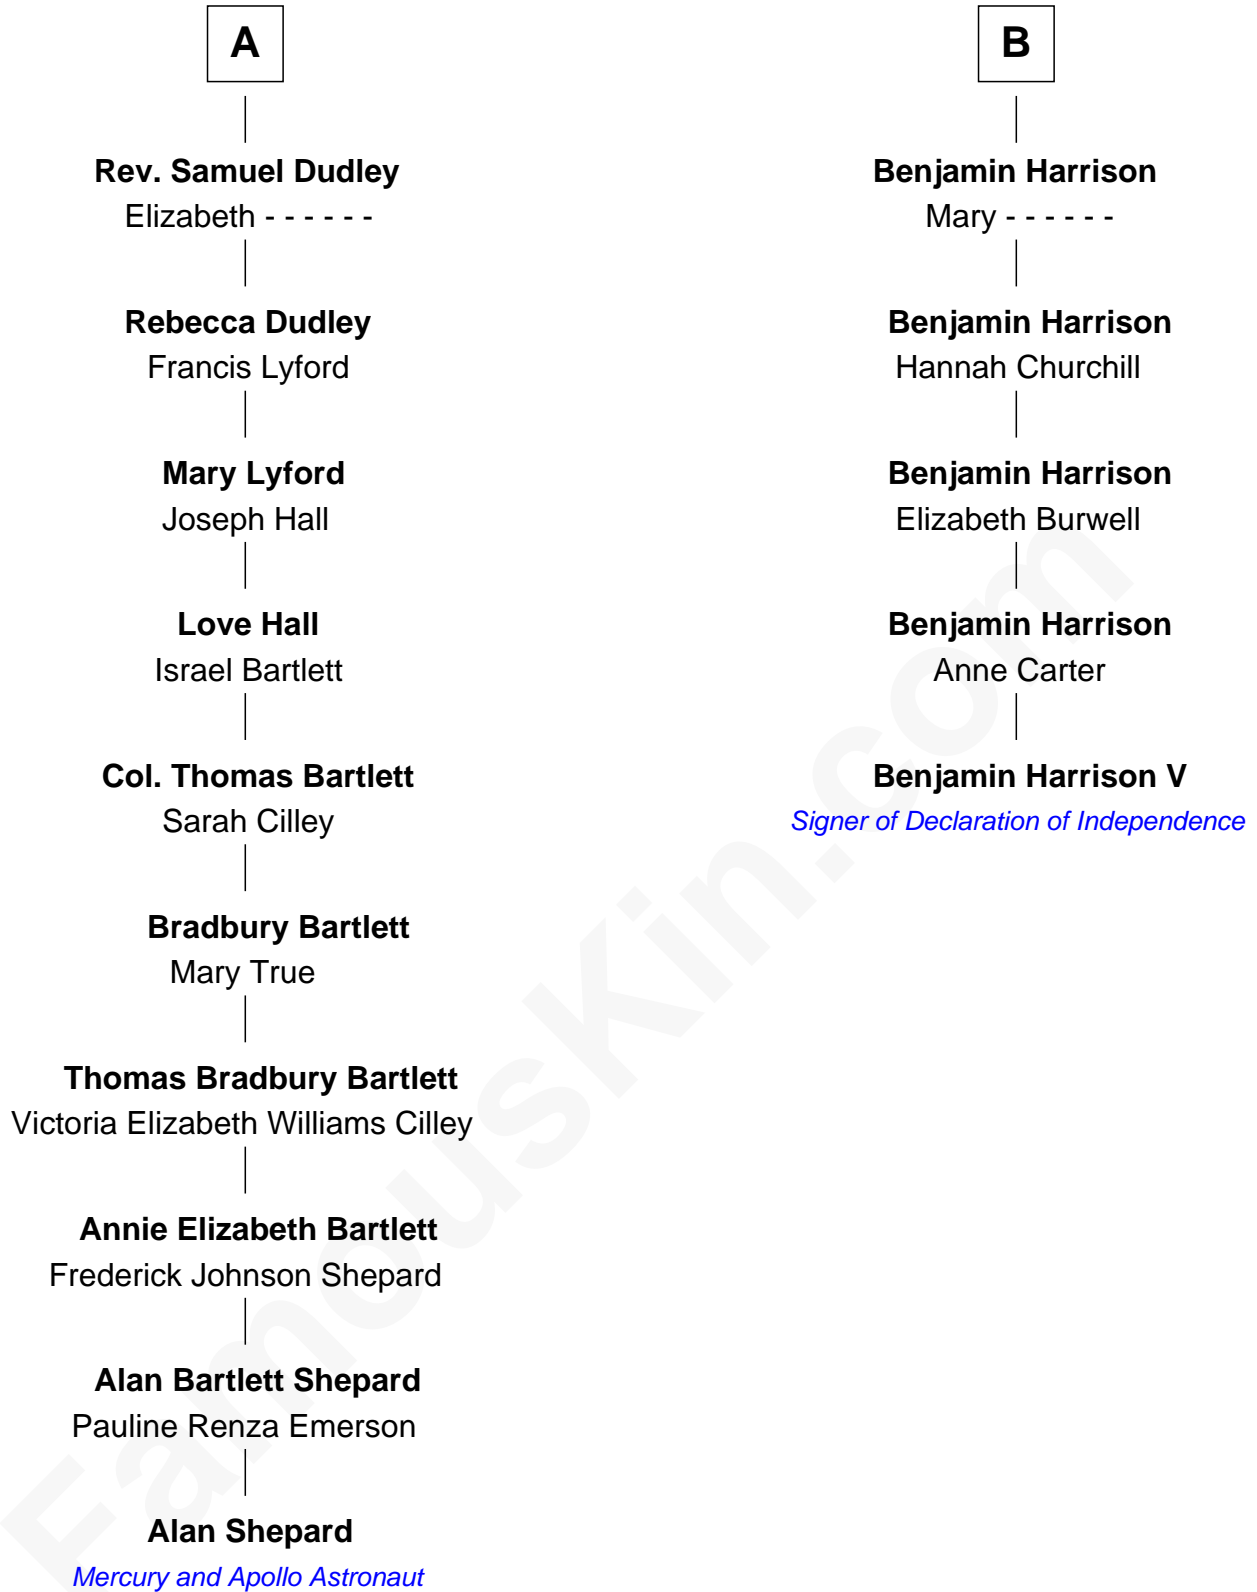 A
Rev. Samuel Dudley
Elizabeth - - - - - -
Rebecca Dudley
Francis Lyford
Mary Lyford
Joseph Hall
Love Hall
Israel Bartlett
Col. Thomas Bartlett
Sarah Cilley
Bradbury Bartlett
Mary True
Thomas Bradbury Bartlett
Victoria Elizabeth Williams Cilley
Annie Elizabeth Bartlett
Frederick Johnson Shepard
Alan Bartlett Shepard
Pauline Renza Emerson
Alan Shepard
Mercury and Apollo Astronaut
B
Benjamin Harrison
Mary - - - - - -
Benjamin Harrison
Hannah Churchill
Benjamin Harrison
Elizabeth Burwell
Benjamin Harrison
Anne Carter
Benjamin Harrison V
Signer of Declaration of Independence
FamousKin.com